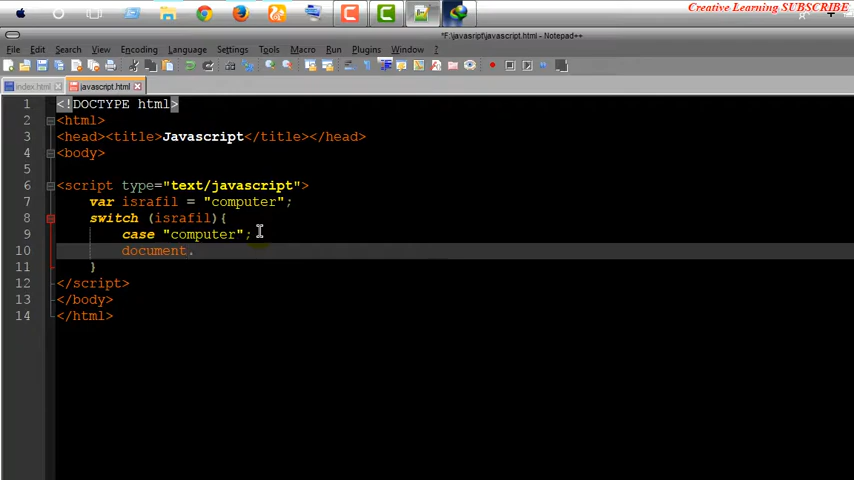 Creative Learning SUBSCRIBE
*F:\javasript\javascript.html - Notepad++
File Edit Search View Encoding Language Settings Tools Macro Run Plugins Window ?
index.html javascript.html
1 <!DOCTYPE html>
2 <html>
3 <head><title>Javascript</title></head>
4 <body>
5
6 <script type="text/javascript">
7 var israfil = "computer";
8 switch (israfil){
9 case "computer";
10 document.
11 }
12 </script>
13 </body>
14 </html>